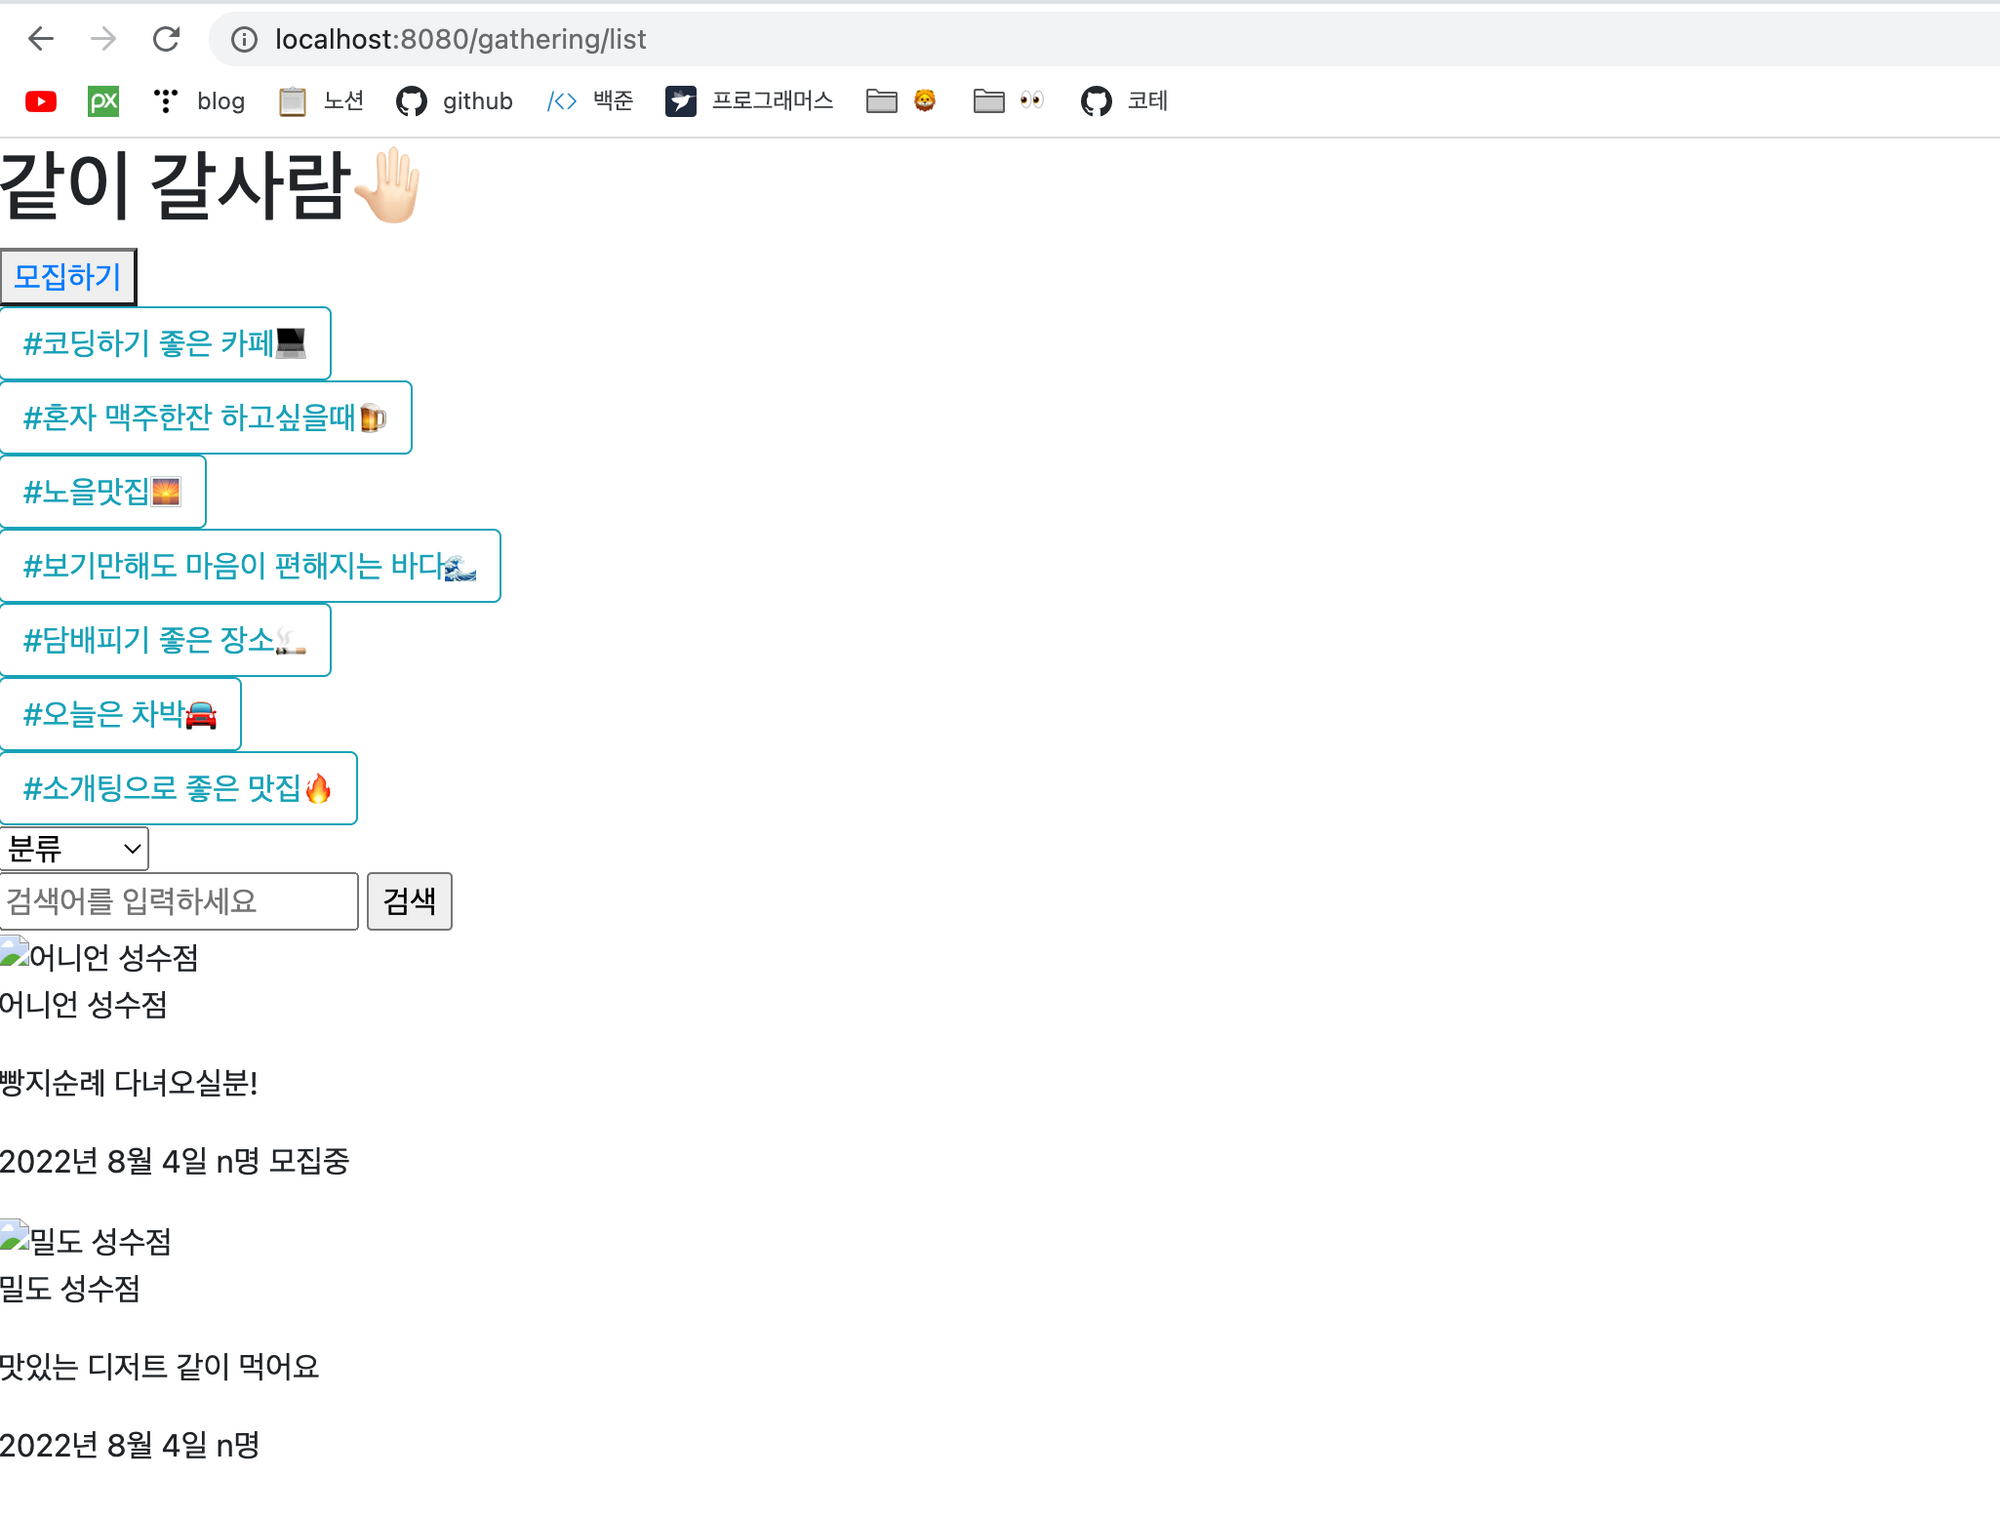 localhost:8080/gathering/list
blog 노션 github 백준 프로그래머스 코테
같이 갈사람🤚🏻
모집하기
#코딩하기 좋은 카페💻
#혼자 맥주한잔 하고싶을때🍺
#노을맛집🌅
#보기만해도 마음이 편해지는 바다🌊
#담배피기 좋은 장소🚬
#오늘은 차박🚘
#소개팅으로 좋은 맛집🔥
분류
검색어를 입력하세요 검색
어니언 성수점
어니언 성수점
빵지순례 다녀오실분!
2022년 8월 4일 n명 모집중
밀도 성수점
밀도 성수점
맛있는 디저트 같이 먹어요
2022년 8월 4일 n명